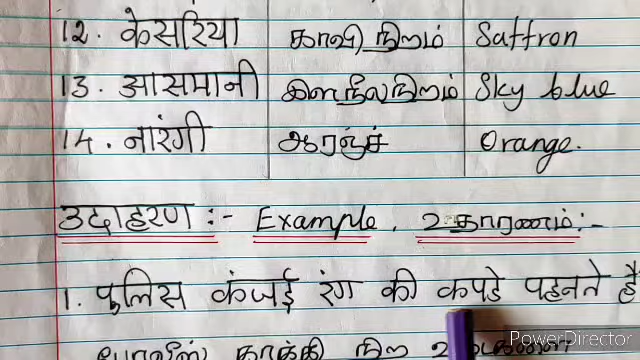 12. केसरिया காவி நிறம் Saffron
13. आसमानी இளநீலநிறம் Sky blue
14. नारंगी ஆரஞ்சு Orange.
उदाहरण :- Example, உதாரணம் :-
1. पुलिस कंजई रंग की कपडे पहनते है
போலீஸ் காக்கி நிற
PowerDirector